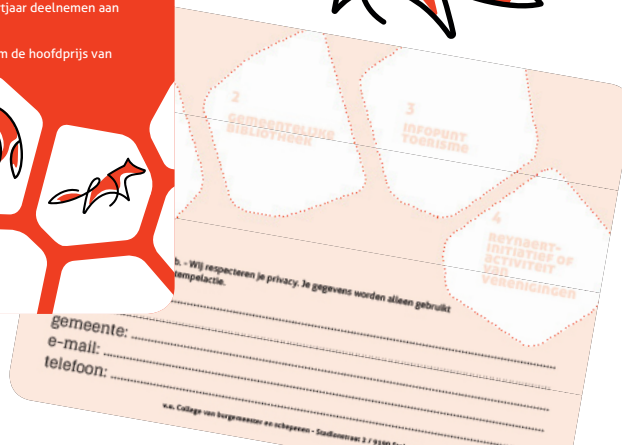 tjaar deelnemen aan
m de hoofdprijs van
2
GEMEENTELIJKE
BIBLIOTHEEK
3
INFOPUNT
TOERISME
4
REYNAERT-
INITIATIEF OF
ACTIVITEIT
VAN
VERENIGINGEN
b. - Wij respecteren je privacy. Je gegevens worden alleen gebruikt
tempelactie.
gemeente:
e-mail:
telefoon:
v.u. College van burgemeester en schepenen - Stadionstraat 2 / 9190